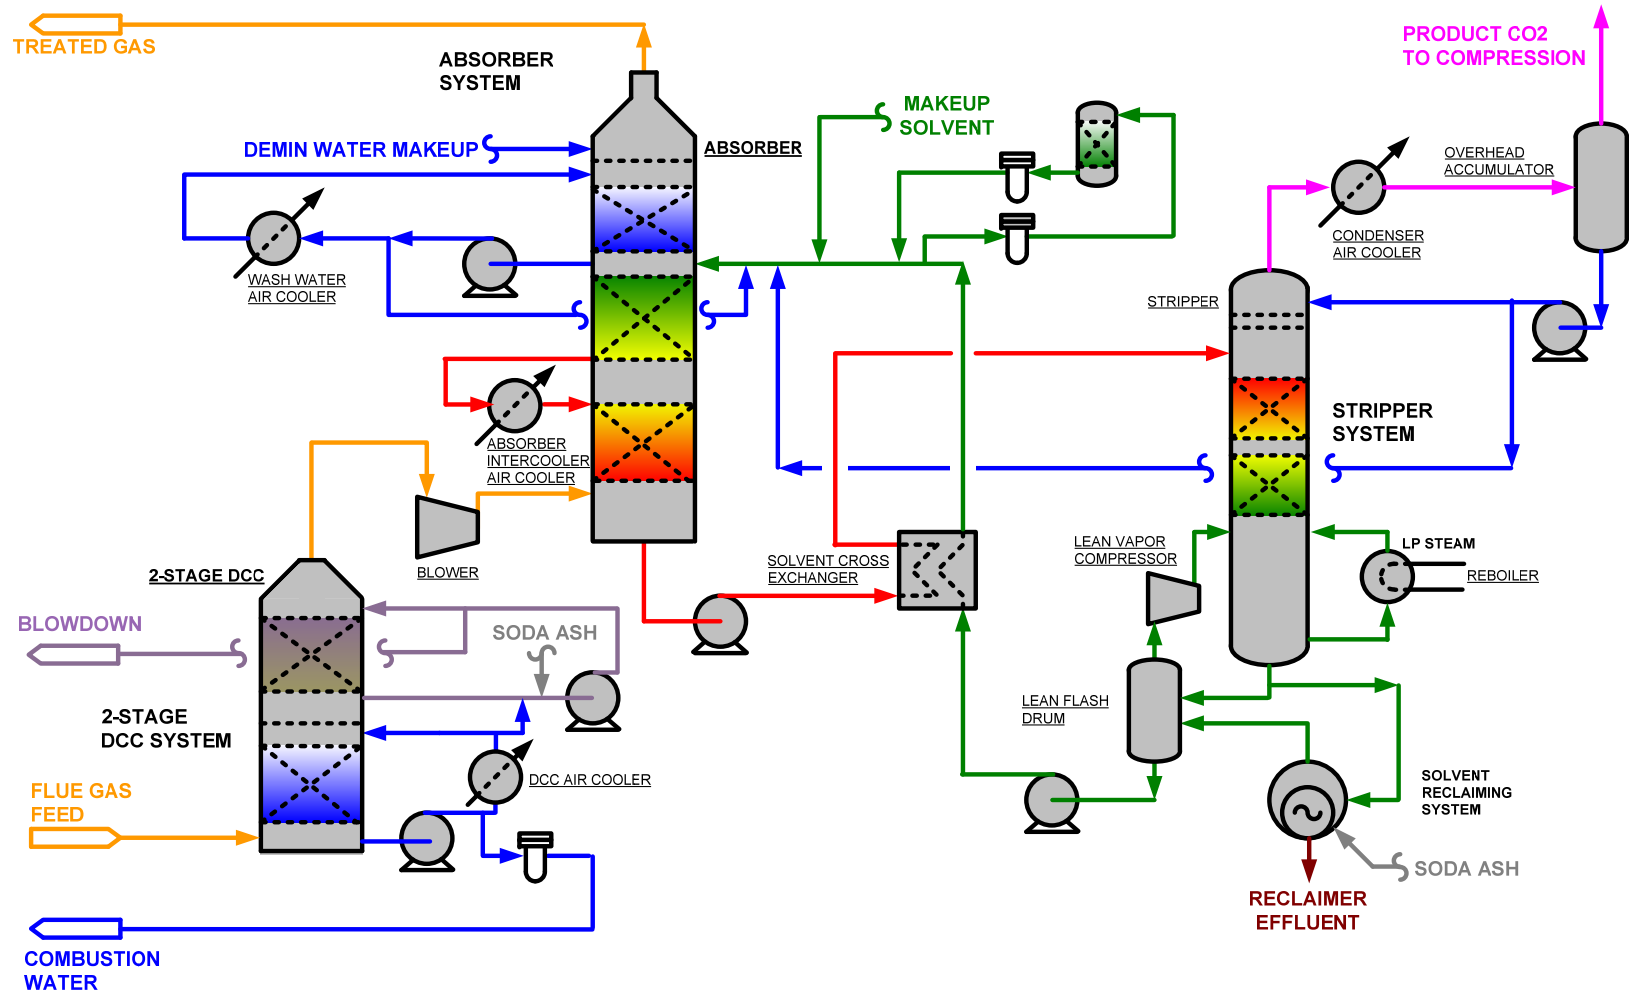 TREATED GAS
ABSORBER
SYSTEM
DEMIN WATER MAKEUP
ABSORBER
WASH WATER
AIR COOLER
MAKEUP
SOLVENT
PRODUCT CO2
TO COMPRESSION
OVERHEAD
ACCUMULATOR
CONDENSER
AIR COOLER
STRIPPER
STRIPPER
SYSTEM
ABSORBER
INTERCOOLER
AIR COOLER
BLOWER
2-STAGE DCC
BLOWDOWN
SODA ASH
2-STAGE
DCC SYSTEM
DCC AIR COOLER
FLUE GAS
FEED
COMBUSTION
WATER
SOLVENT CROSS
EXCHANGER
LEAN VAPOR
COMPRESSOR
LP STEAM
REBOILER
LEAN FLASH
DRUM
SOLVENT
RECLAIMING
SYSTEM
SODA ASH
RECLAIMER
EFFLUENT